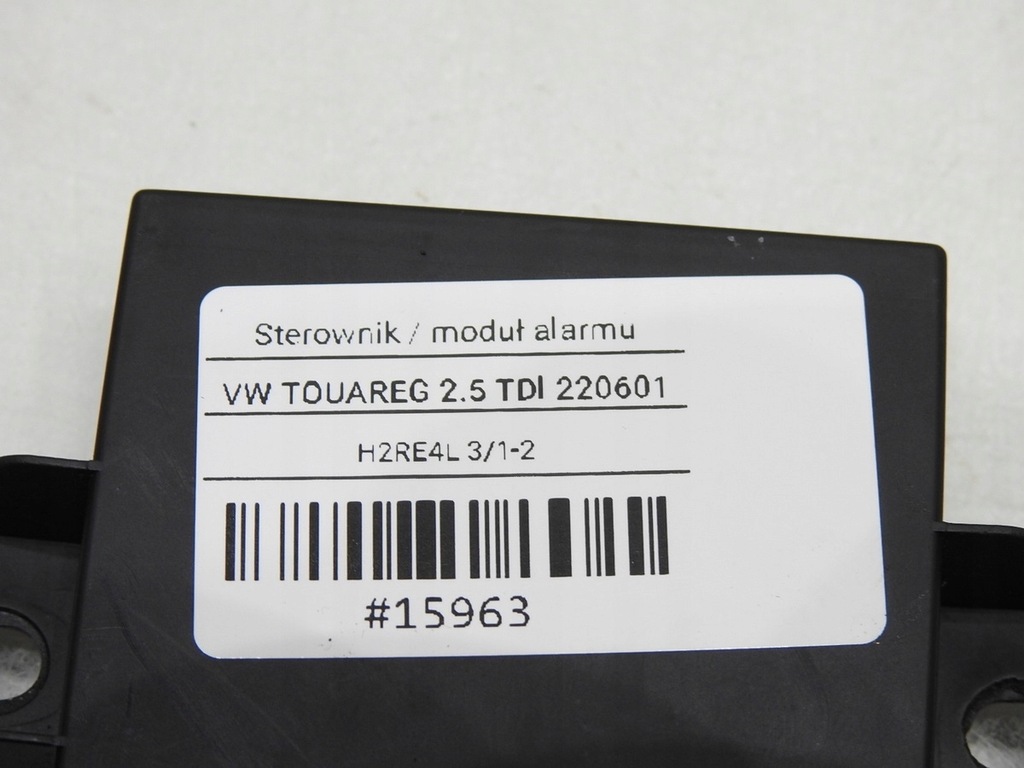 Sterownik / moduł alarmu
VW TOUAREG 2.5 TDI 220601
H2RE4L 3/1-2
#15963